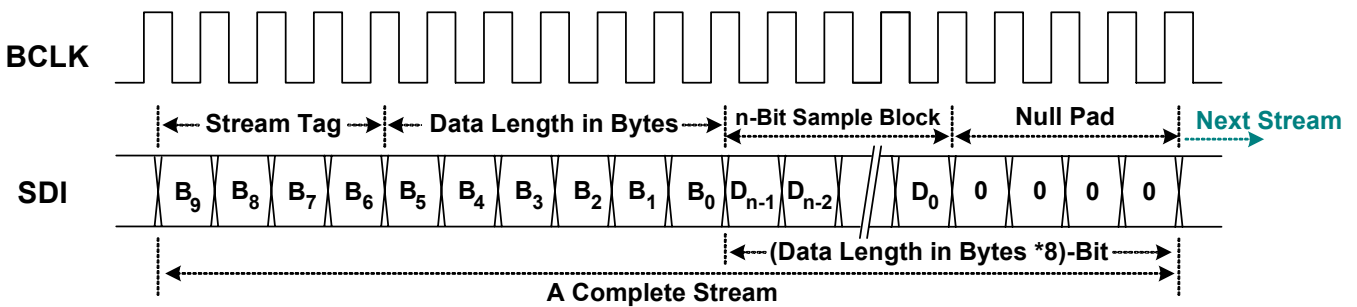 BCLK
Stream Tag
Data Length in Bytes
n-Bit Sample Block
Null Pad
Next Stream
SDI
B9 B8 B7 B6 B5 B4 B3 B2 B1 B0 Dn-1 Dn-2 D0 0 0 0 0
(Data Length in Bytes *8)-Bit
A Complete Stream